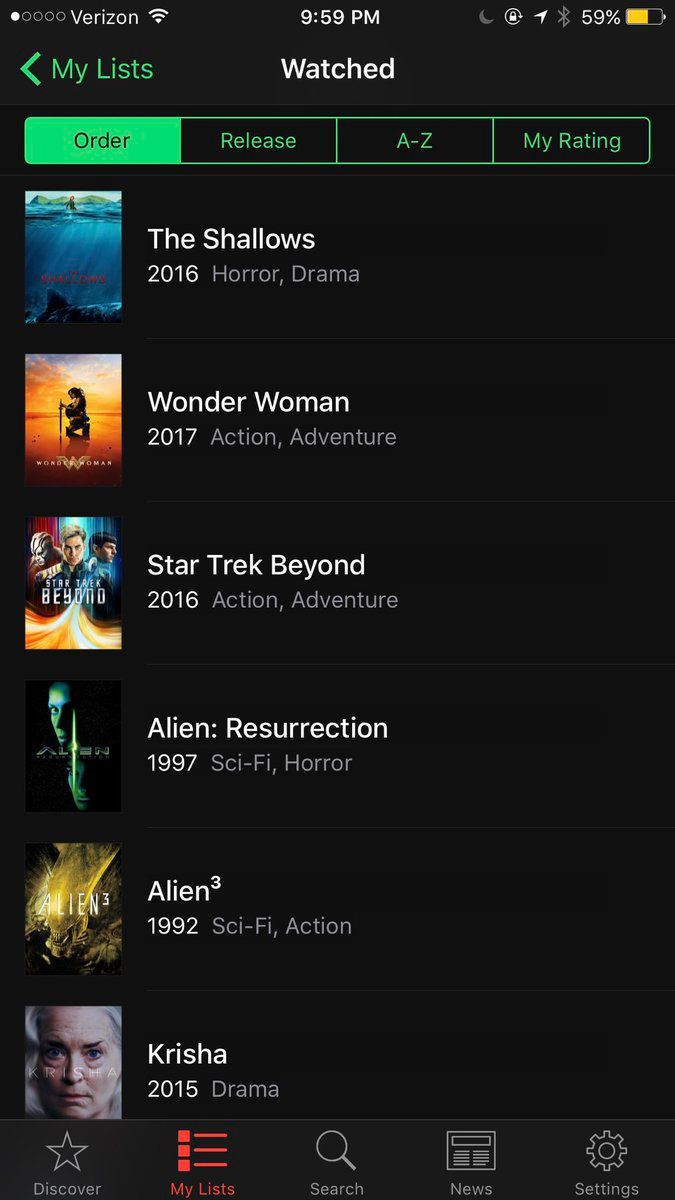 Verizon 9:59 PM 59%
My Lists Watched
Order Release A-Z My Rating
THE SHALLOWS
The Shallows
2016 Horror, Drama
WONDER WOMAN
Wonder Woman
2017 Action, Adventure
STAR TREK
BEYOND
Star Trek Beyond
2016 Action, Adventure
ALIEN
RESURRECTION
Alien: Resurrection
1997 Sci-Fi, Horror
ALIEN³
Alien³
1992 Sci-Fi, Action
KRISHA
Krisha
2015 Drama
Discover My Lists Search News Settings